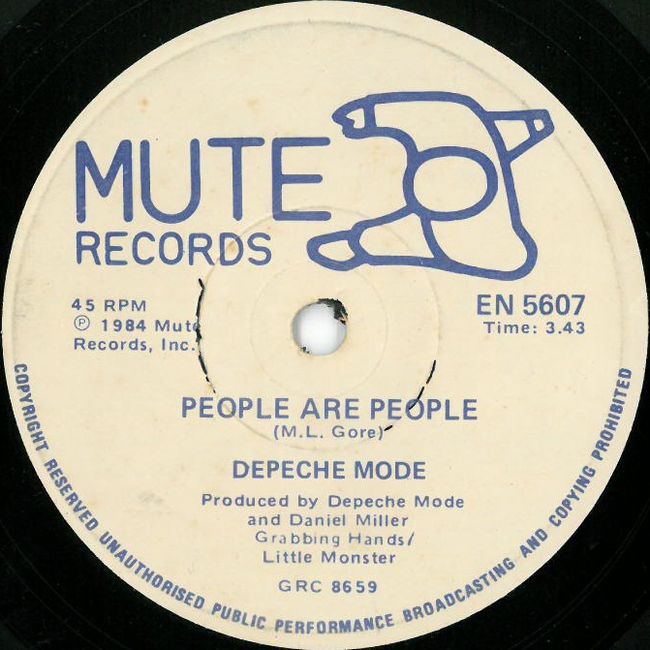 MUTE
RECORDS
45 RPM
℗ 1984 Mute
Records, Inc.
EN 5607
Time: 3.43
PEOPLE ARE PEOPLE
(M.L. Gore)
DEPECHE MODE
Produced by Depeche Mode
and Daniel Miller
Grabbing Hands/
Little Monster
GRC 8659
COPYRIGHT RESERVED UNAUTHORISED PUBLIC PERFORMANCE BROADCASTING AND COPYING PROHIBITED